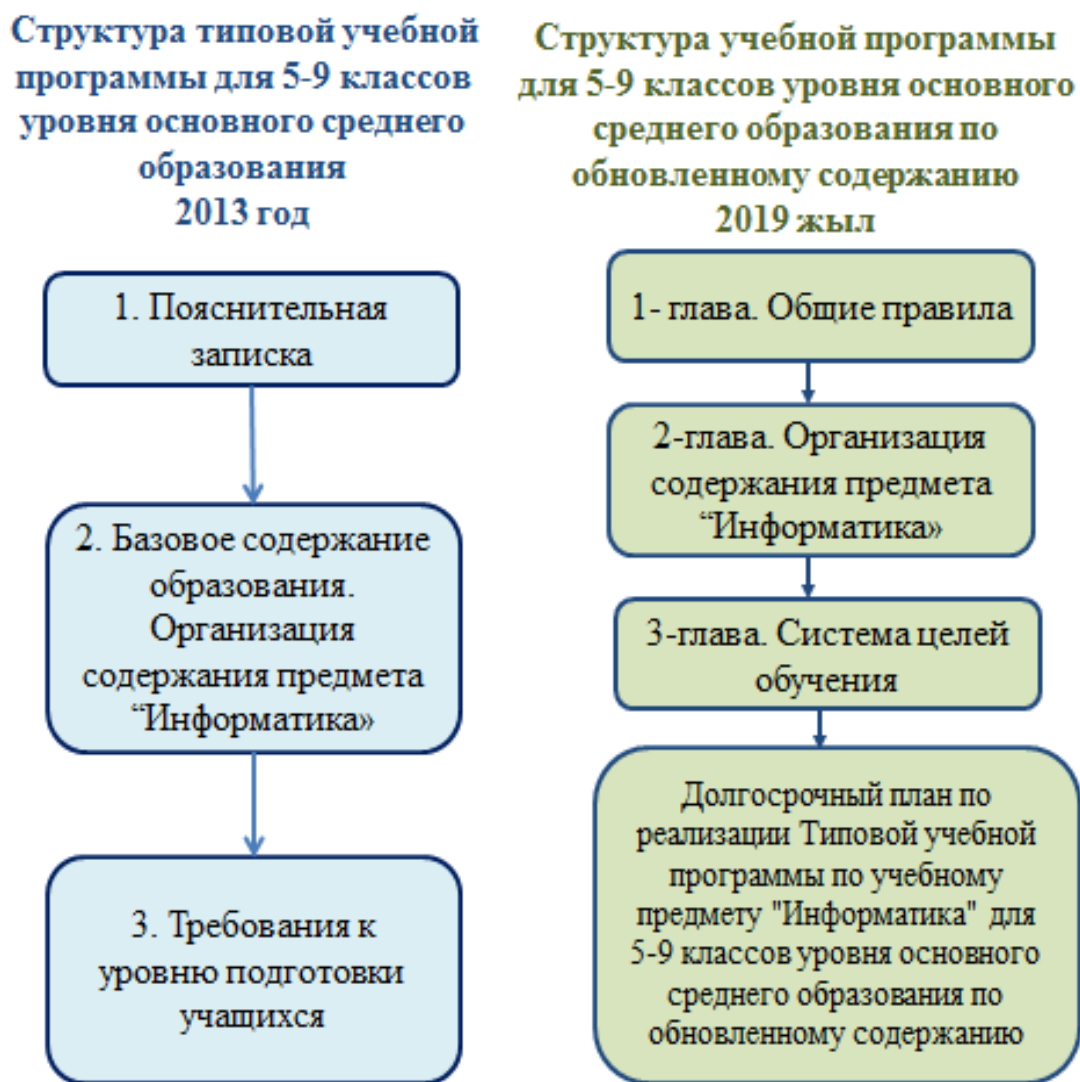 Структура типовой учебной
программы для 5-9 классов
уровня основного среднего
образования
2013 год
1. Пояснительная
записка
2. Базовое содержание
образования.
Организация
содержания предмета
“Информатика»
3. Требования к
уровню подготовки
учащихся
Структура учебной программы
для 5-9 классов уровня основного
среднего образования по
обновленному содержанию
2019 жыл
1- глава. Общие правила
2-глава. Организация
содержания предмета
“Информатика»
3-глава. Система целей
обучения
Долгосрочный план по
реализации Типовой учебной
программы по учебному
предмету "Информатика" для
5-9 классов уровня основного
среднего образования по
обновленному содержанию